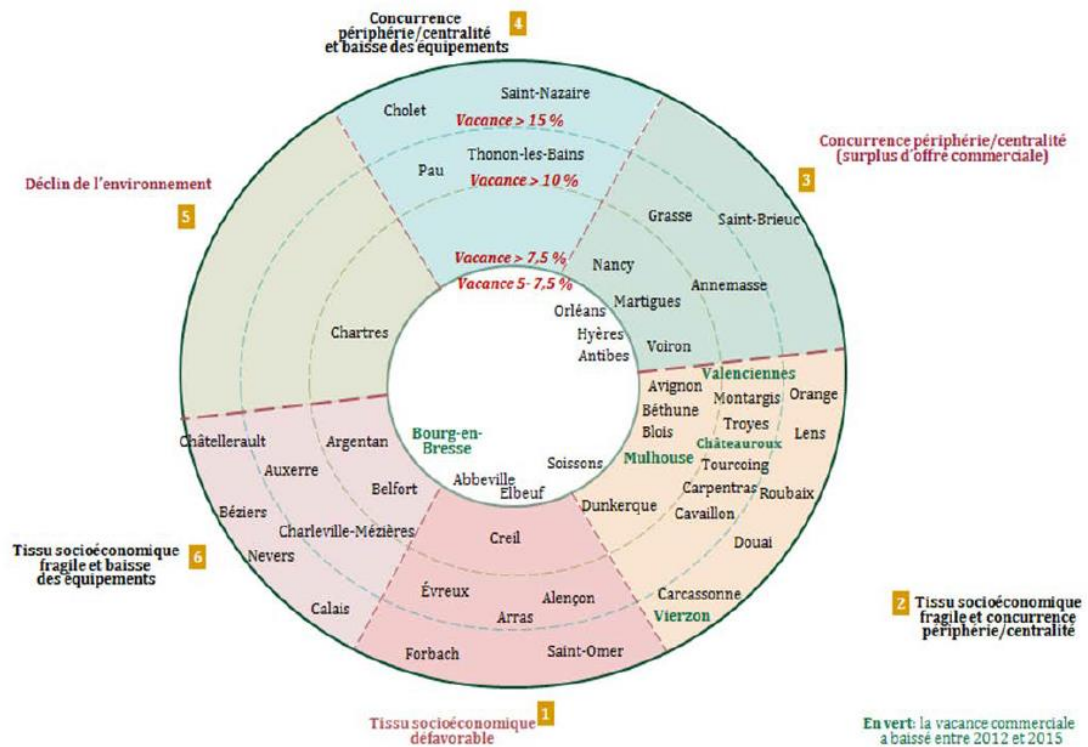 Concurrence
périphérie/centralité
et baisse des équipements
4
Saint-Nazaire
Cholet
Vacance > 15 %
Thonon-les-Bains
Pau
Vacance > 10 %
Vacance > 7,5 %
Vacance 5- 7,5 %
Concurrence périphérie/centralité
(surplus d'offre commerciale)
3
Grasse
Saint-Brieuc
Nancy
Annemasse
Martigues
Orléans
Hyères
Antibes
Voiron
Déclin de l'environnement
5
Chartres
Valenciennes
Avignon
Montargis
Orange
Béthune
Troyes
Blois
Lens
Châteauroux
Mulhouse
Tourcoing
Carpentras
Roubaix
Dunkerque
Cavaillon
Douai
Carcassonne
Vierzon
2
Tissu socioéconomique
fragile et concurrence
périphérie/centralité
Bourg-en-
Bresse
Soissons
Abbeville
Elbeuf
Châtellerault
Argentan
Auxerre
Belfort
Béziers
Charleville-Mézières
Nevers
Calais
Tissu socioéconomique
fragile et baisse
des équipements
6
Creil
Évreux
Alençon
Arras
Forbach
Saint-Omer
1
Tissu socioéconomique
défavorable
En vert: la vacance commerciale
a baissé entre 2012 et 2015